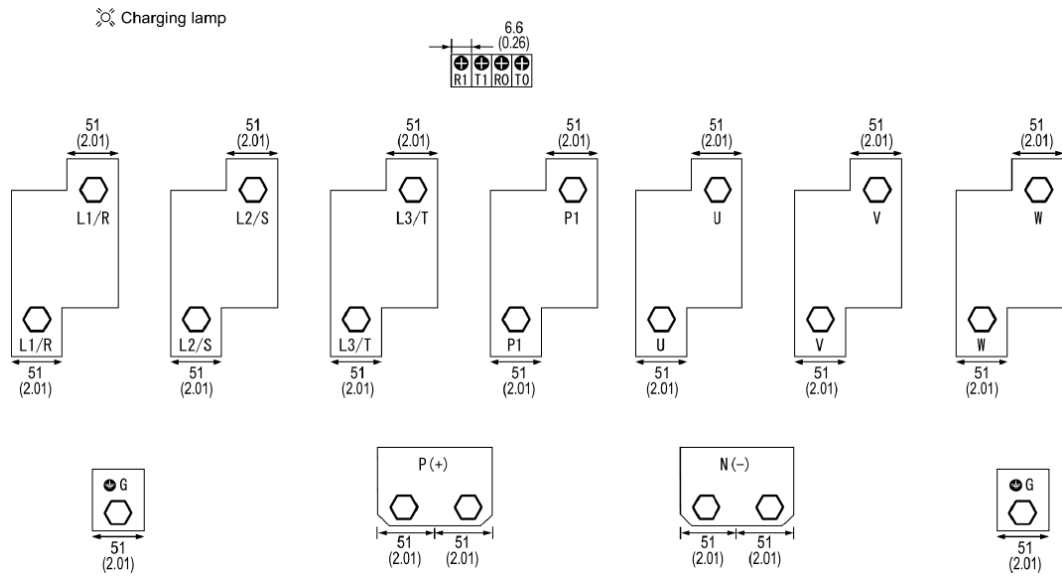 Charging lamp
6.6
(0.26)
R1 T1 R0 T0
51 51 51 51 51 51 51
(2.01) (2.01) (2.01) (2.01) (2.01) (2.01) (2.01)
L1/R L2/S L3/T P1 U V W
L1/R L2/S L3/T P1 U V W
51 51 51 51 51 51 51
(2.01) (2.01) (2.01) (2.01) (2.01) (2.01) (2.01)
P(+) N(-)
G G
51 51 51 51 51 51
(2.01) (2.01) (2.01) (2.01) (2.01) (2.01)